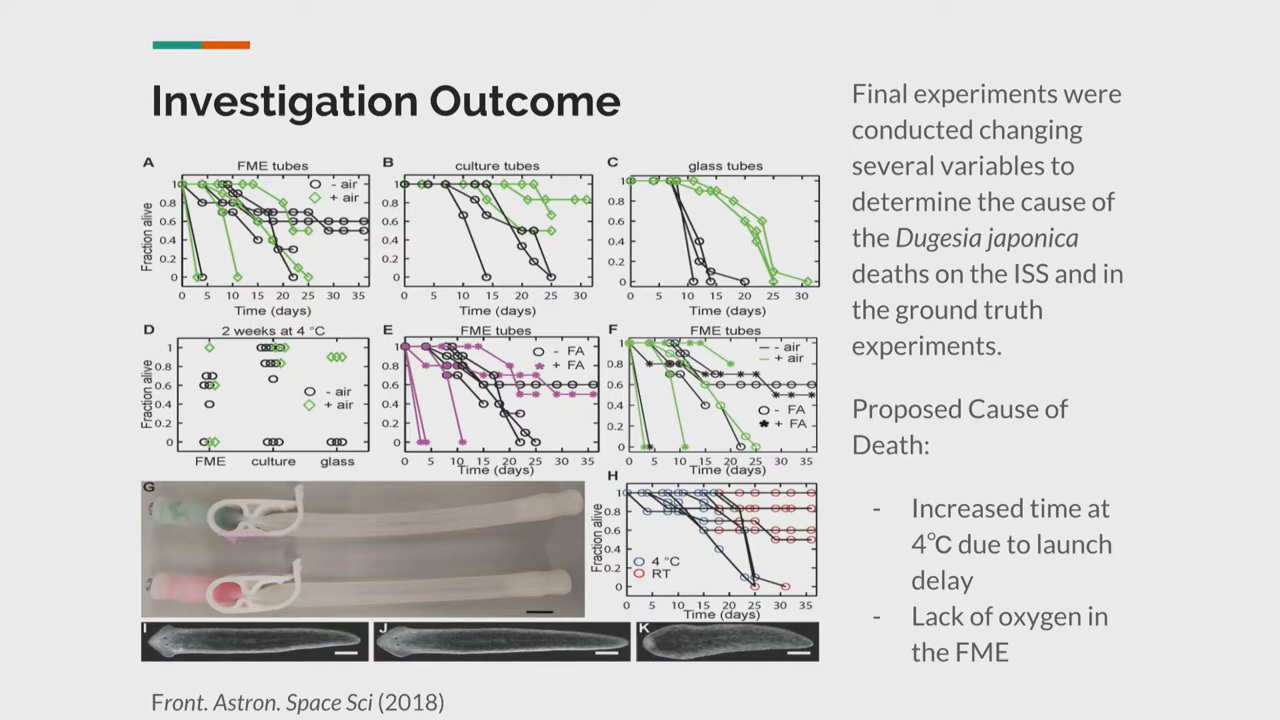 Investigation Outcome
A
FME tubes
- air
+ air
Fraction alive
1
0.8
0.6
0.4
0.2
0
0 5 10 15 20 25 30 35
Time (days)
B
culture tubes
1
0.8
0.6
0.4
0.2
0
0 5 10 15 20 25 30
Time (days)
C
glass tubes
1
0.8
0.6
0.4
0.2
0
0 5 10 15 20 25 30
Time (days)
D
2 weeks at 4 °C
Fraction alive
1
0.8
0.6
0.4
0.2
0
- air
+ air
FME culture glass
E
FME tubes
- FA
+ FA
1
0.8
0.6
0.4
0.2
0
0 5 10 15 20 25 30 35
Time (days)
F
FME tubes
- air
+ air
- FA
+ FA
1
0.8
0.6
0.4
0.2
0
0 5 10 15 20 25 30 35
Time (days)
G
H
Fraction alive
1
0.8
0.6
0.4
0.2
0
4 °C
RT
0 5 10 15 20 25 30 35
Time (days)
I
J
K
Front. Astron. Space Sci (2018)
Final experiments were
conducted changing
several variables to
determine the cause of
the Dugesia japonica
deaths on the ISS and in
the ground truth
experiments.
Proposed Cause of
Death:
- Increased time at
4°C due to launch
delay
- Lack of oxygen in
the FME